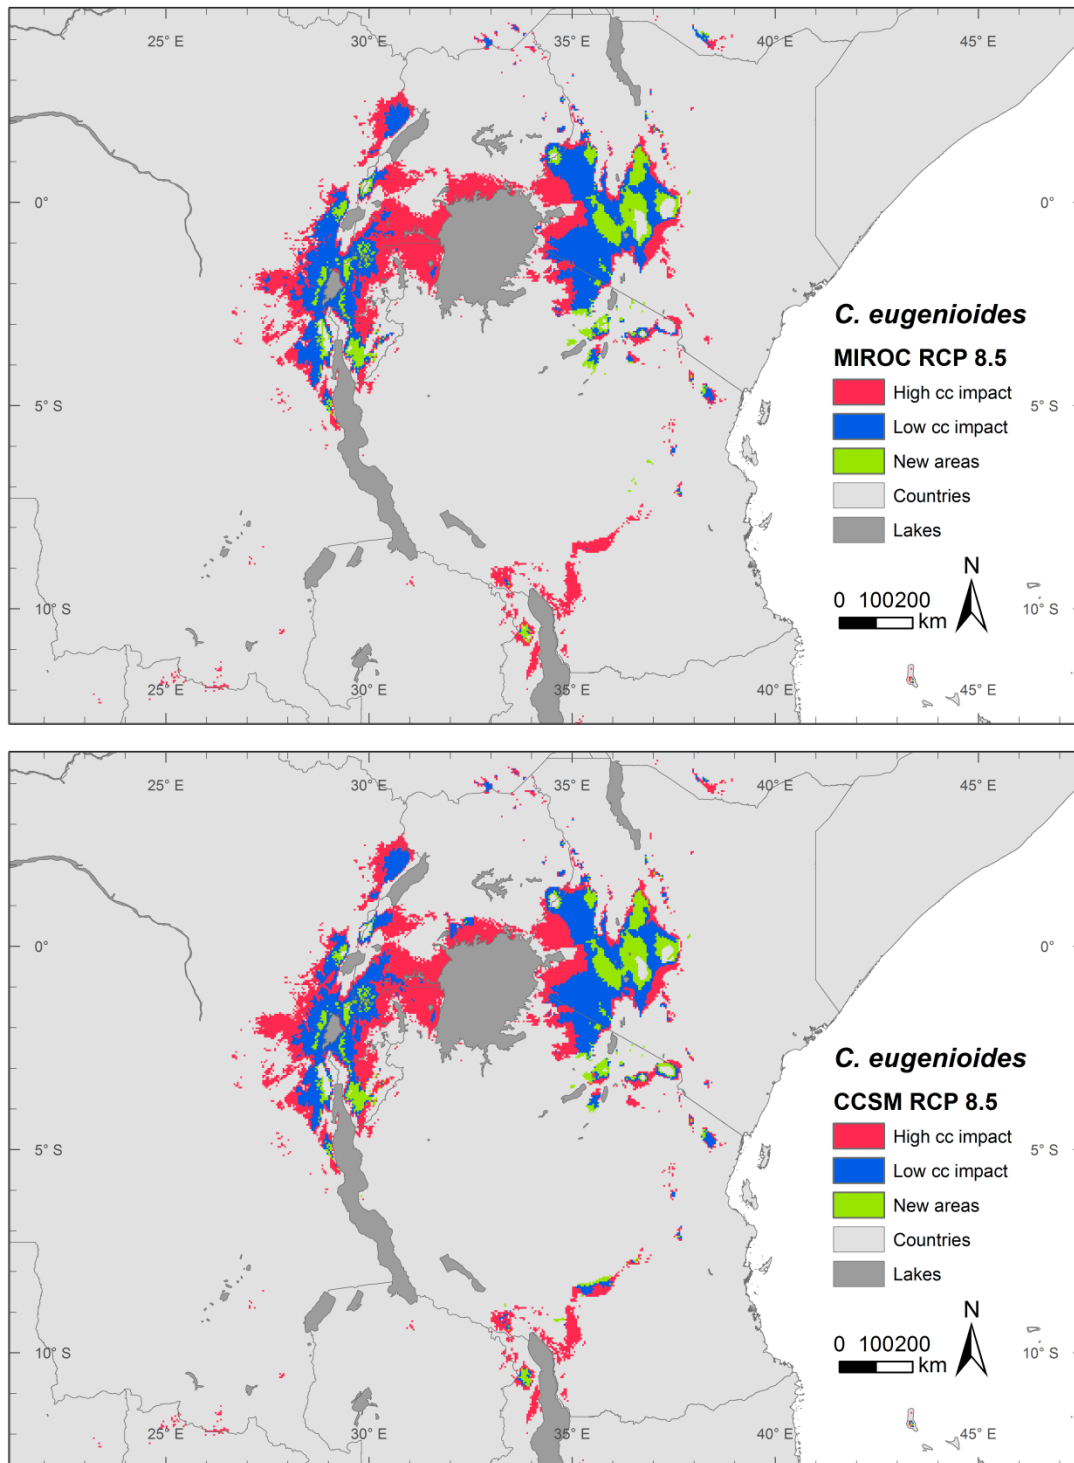 25° E 30° E 35° E 40° E 45° E
0° 0°
C. eugenioides
MIROC RCP 8.5
High cc impact
5° S 5° S
Low cc impact
New areas
Countries
Lakes
N
0 100200
km
10° S 10° S
25° E 30° E 35° E 40° E 45° E
25° E 30° E 35° E 40° E 45° E
0° 0°
C. eugenioides
CCSM RCP 8.5
High cc impact
5° S 5° S
Low cc impact
New areas
Countries
Lakes
N
0 100200
km
10° S 10° S
25° E 30° E 35° E 40° E 45° E